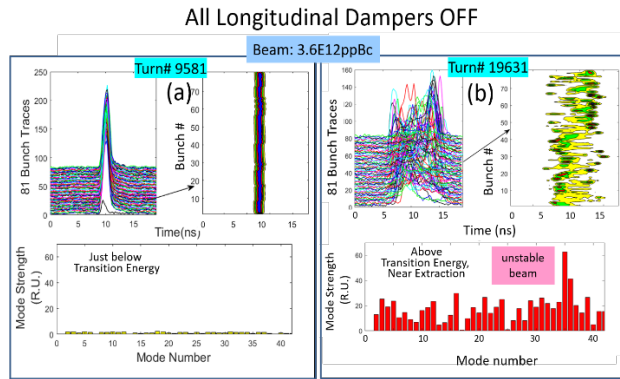 All Longitudinal Dampers OFF
Beam: 3.6E12ppBc
Turn# 9581
(a)
81 Bunch Traces
250
200
150
100
50
0
0
5
10
15
Time(ns)
Bunch #
70
60
50
40
30
20
10
0
5
10
15
Just below
Transition Energy
Mode Strength
(R.U.)
60
40
20
0
0
10
20
30
40
Mode Number
Turn# 19631
(b)
81 Bunch Traces
160
140
120
100
80
60
40
20
0
0
5
10
15
Time (ns)
Bunch #
70
60
50
40
30
20
10
0
5
10
15
Above
Transition Energy,
Near Extraction
unstable
beam
Mode Strength
(R.U.)
60
40
20
0
0
10
20
30
40
Mode number